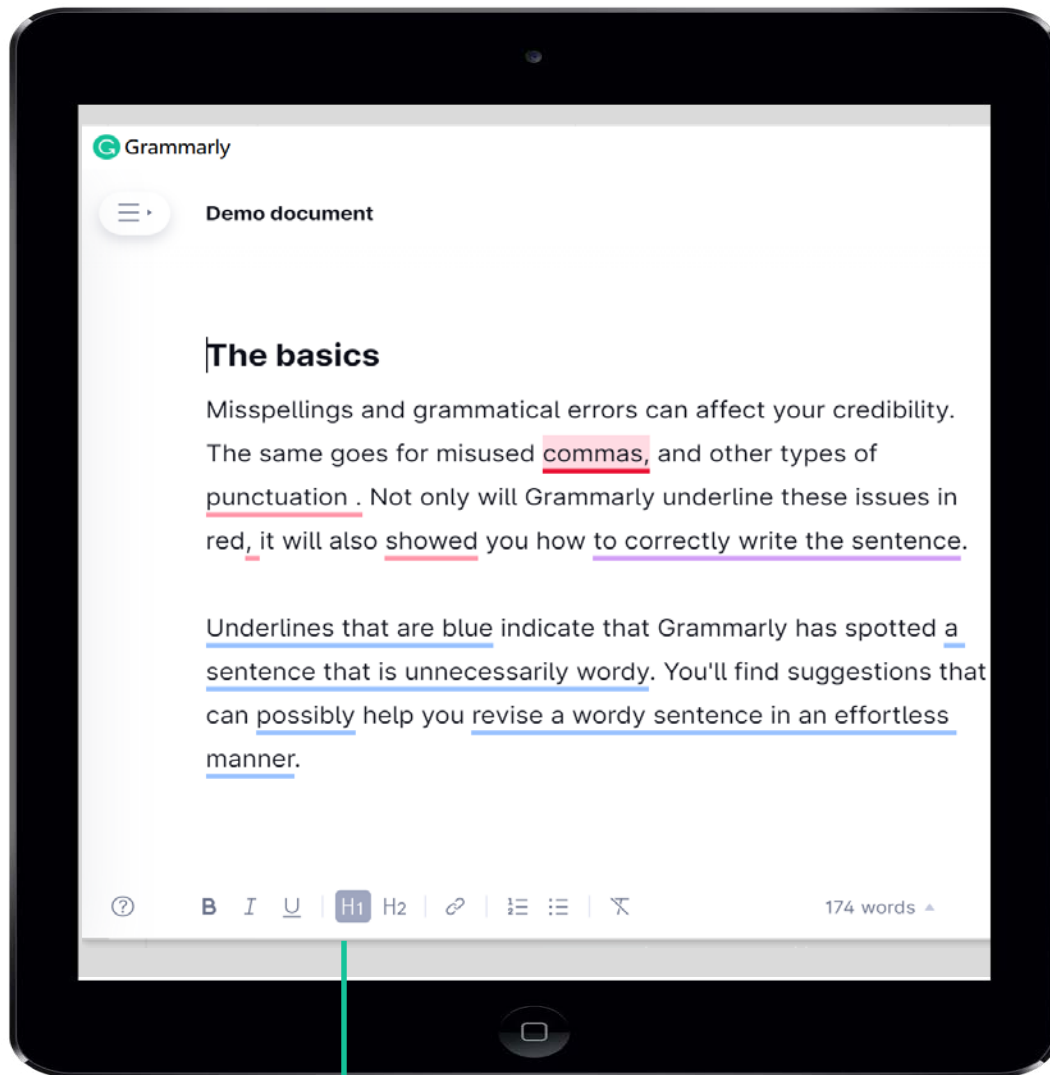 Grammarly
Demo document
The basics
Misspellings and grammatical errors can affect your credibility.
The same goes for misused commas, and other types of
punctuation . Not only will Grammarly underline these issues in
red, it will also showed you how to correctly write the sentence.
Underlines that are blue indicate that Grammarly has spotted a
sentence that is unnecessarily wordy. You'll find suggestions that
can possibly help you revise a wordy sentence in an effortless
manner.
B I U H1 H2 174 words